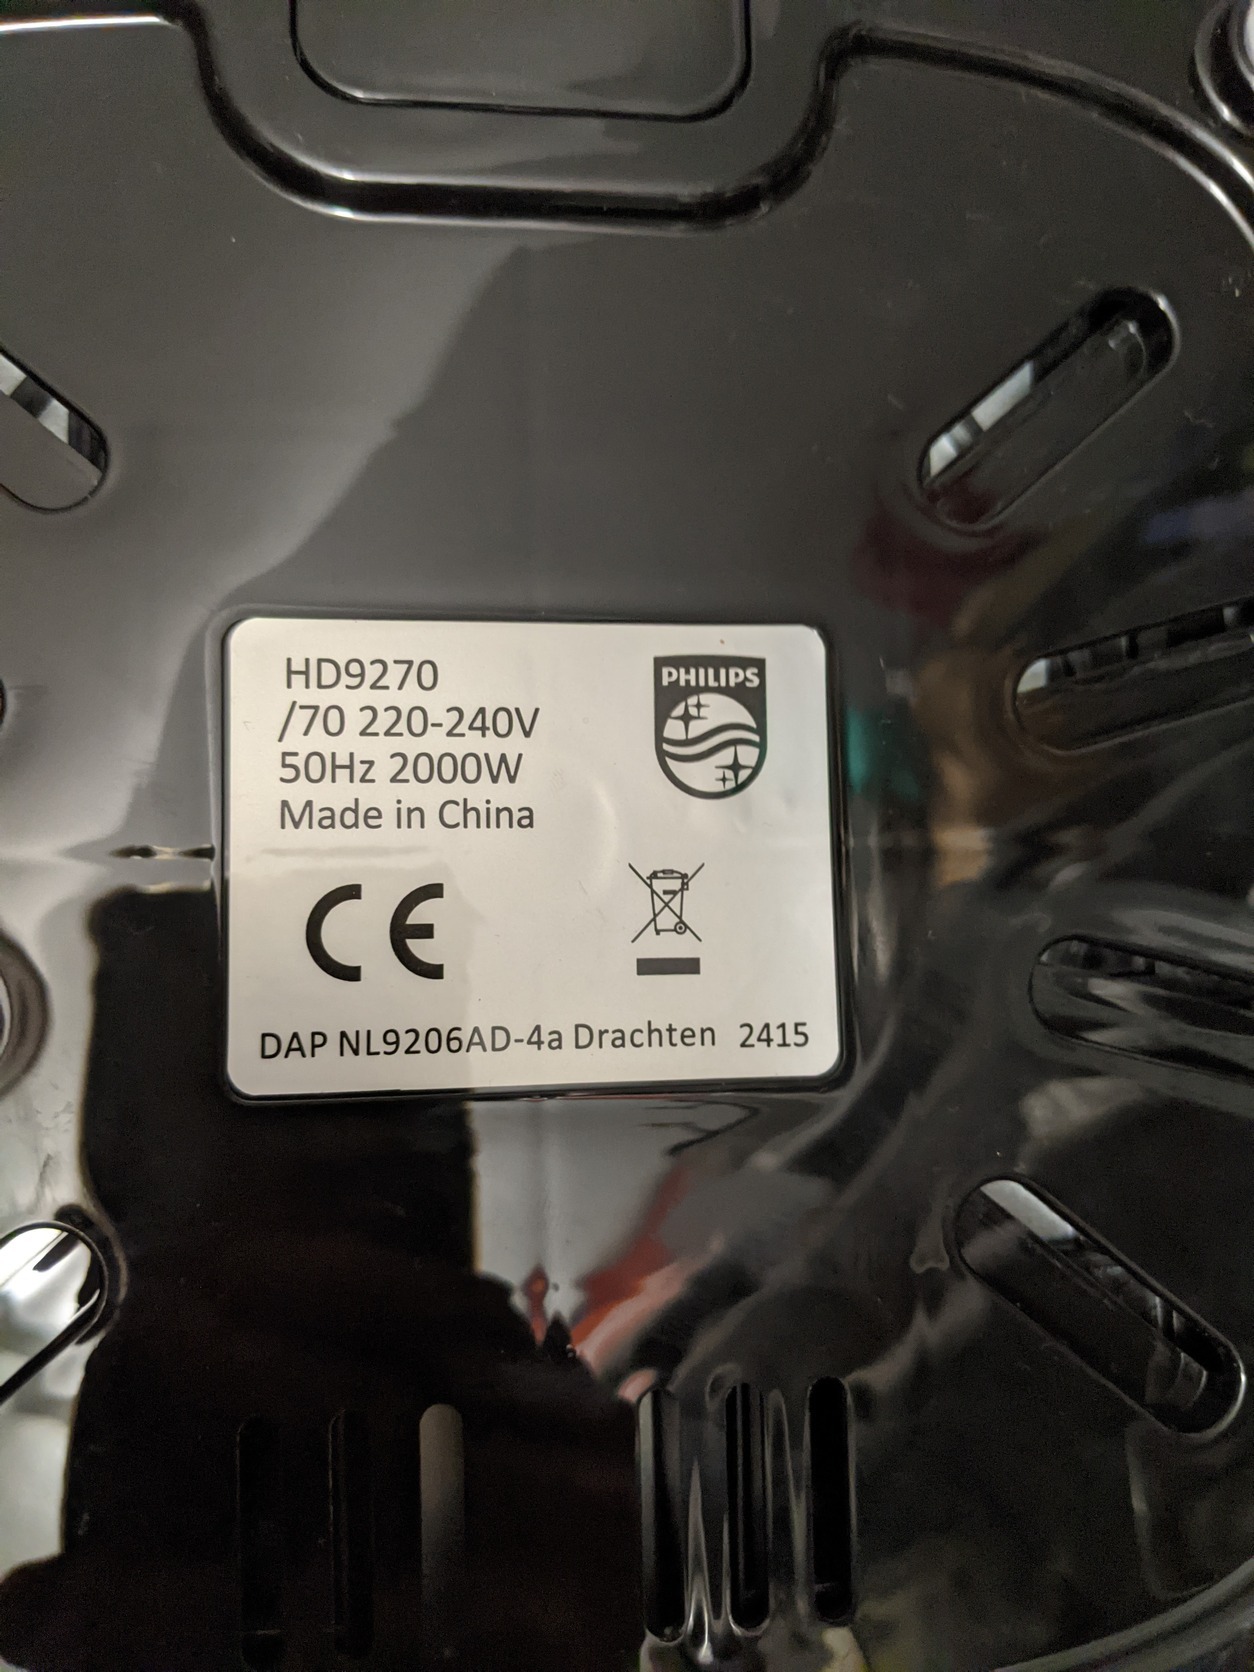 HD9270
/70 220-240V
50Hz 2000W
Made in China
PHILIPS
CE
DAP NL9206AD-4a Drachten 2415